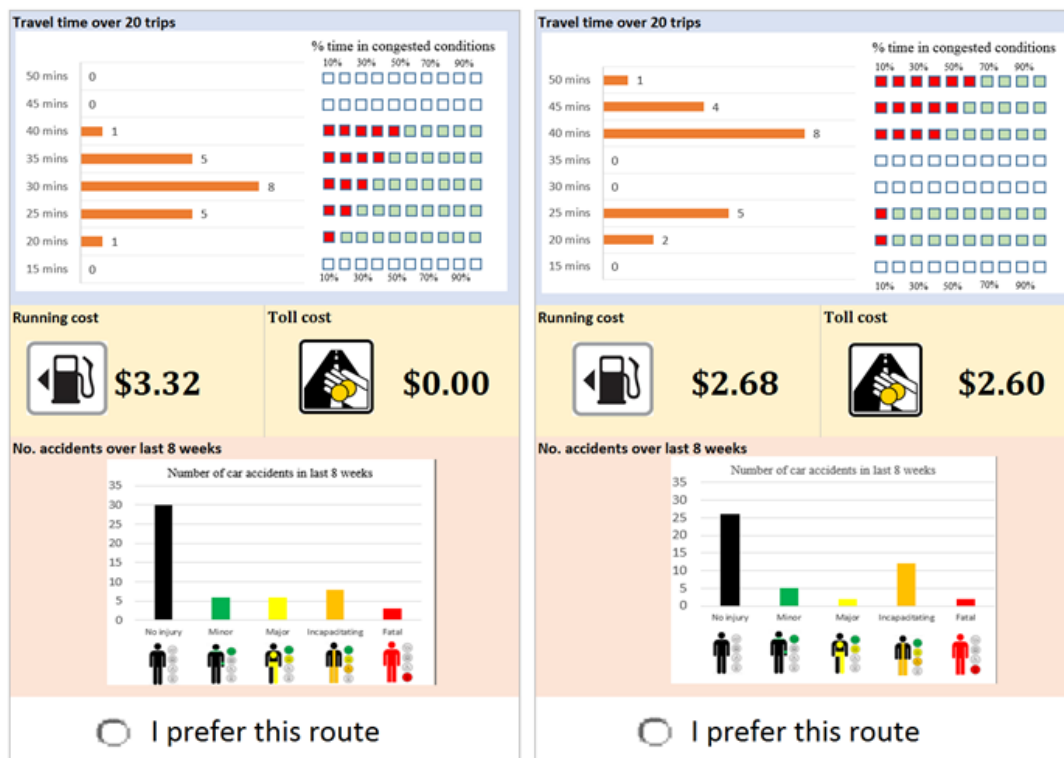 Travel time over 20 trips
% time in congested conditions
10% 30% 50% 70% 90%
50 mins 0
45 mins 0
40 mins 1
35 mins 5
30 mins 8
25 mins 5
20 mins 1
15 mins 0
10% 30% 50% 70% 90%
Running cost
Toll cost
$3.32
$0.00
No. accidents over last 8 weeks
Number of car accidents in last 8 weeks
35
30
25
20
15
10
5
0
No injury Minor Major Incapacitating Fatal
I prefer this route
Travel time over 20 trips
% time in congested conditions
10% 30% 50% 70% 90%
50 mins 1
45 mins 4
40 mins 8
35 mins 0
30 mins 0
25 mins 5
20 mins 2
15 mins 0
10% 30% 50% 70% 90%
Running cost
Toll cost
$2.68
$2.60
No. accidents over last 8 weeks
Number of car accidents in last 8 weeks
35
30
25
20
15
10
5
0
No injury Minor Major Incapacitating Fatal
I prefer this route